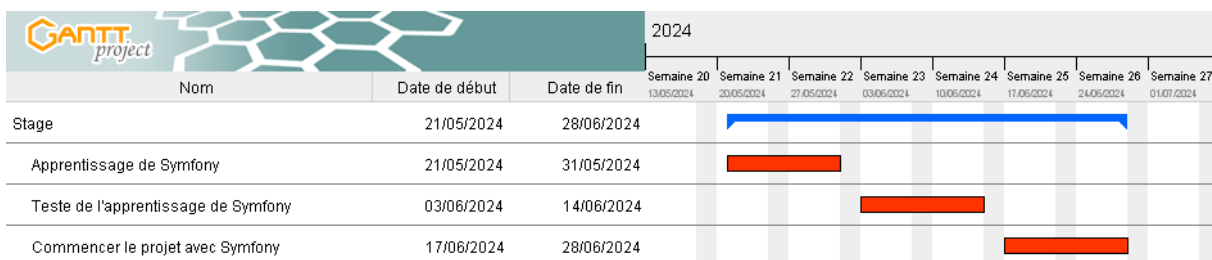 GANTT
project
2024
Nom Date de début Date de fin
Semaine 20 Semaine 21 Semaine 22 Semaine 23 Semaine 24 Semaine 25 Semaine 26 Semaine 27
13/05/2024 20/05/2024 27/05/2024 03/06/2024 10/06/2024 17/06/2024 24/06/2024 01/07/2024
Stage 21/05/2024 28/06/2024
Apprentissage de Symfony 21/05/2024 31/05/2024
Teste de l'apprentissage de Symfony 03/06/2024 14/06/2024
Commencer le projet avec Symfony 17/06/2024 28/06/2024